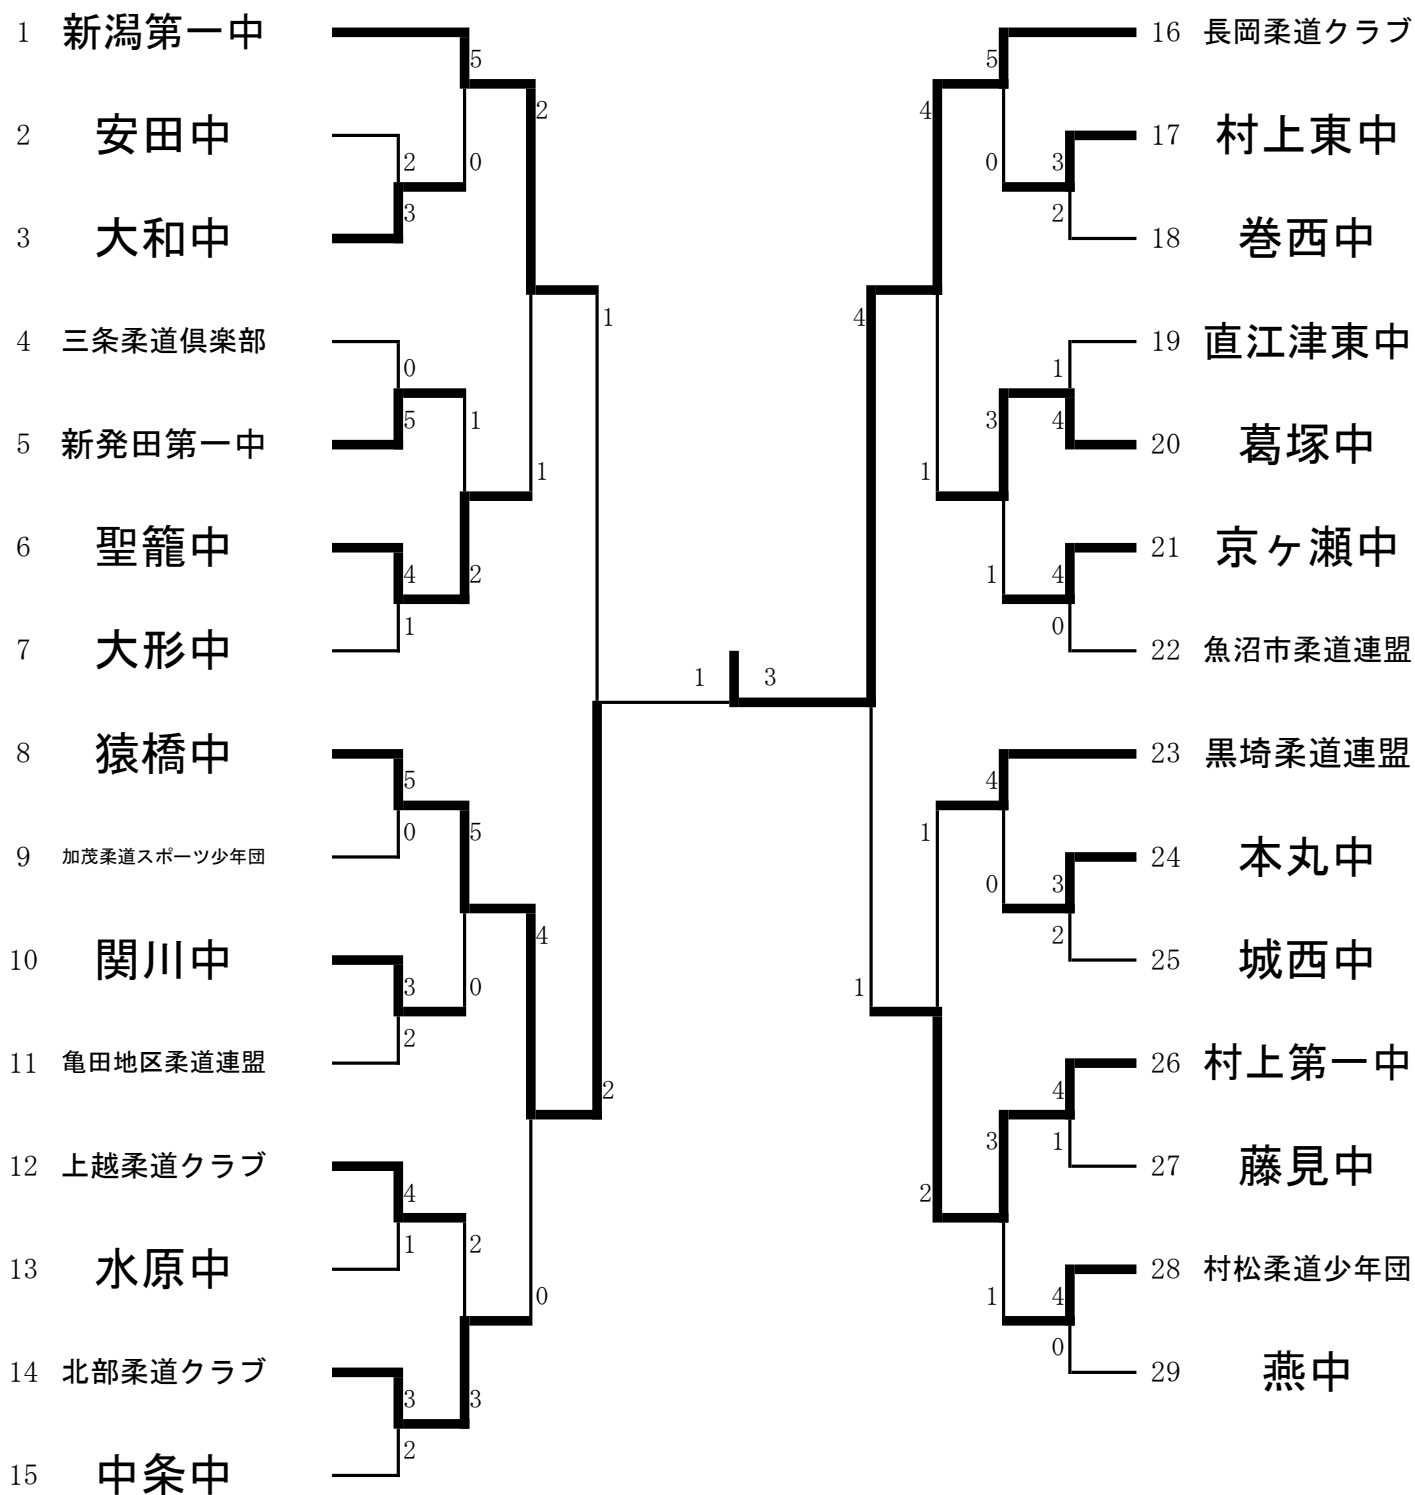 1 新潟第一中
5
2
2 安田中
2
0
3
3 大和中
1
4 三条柔道倶楽部
0
5
1
5 新発田第一中
1
6 聖籠中
4
2
1
7 大形中
8 猿橋中
5
0
5
9 加茂柔道スポーツ少年団
4
10 関川中
3
0
2
11 亀田地区柔道連盟
2
12 上越柔道クラブ
4
1
2
13 水原中
0
14 北部柔道クラブ
3
3
2
15 中条中
1 3
16 長岡柔道クラブ
5
4
17 村上東中
0
3
2
18 巻西中
4
19 直江津東中
1
3
4
20 葛塚中
1
21 京ヶ瀬中
1
4
0
22 魚沼市柔道連盟
23 黒埼柔道連盟
4
1
24 本丸中
0
3
2
25 城西中
1
26 村上第一中
4
3
1
27 藤見中
2
28 村松柔道少年団
1
4
0
29 燕中